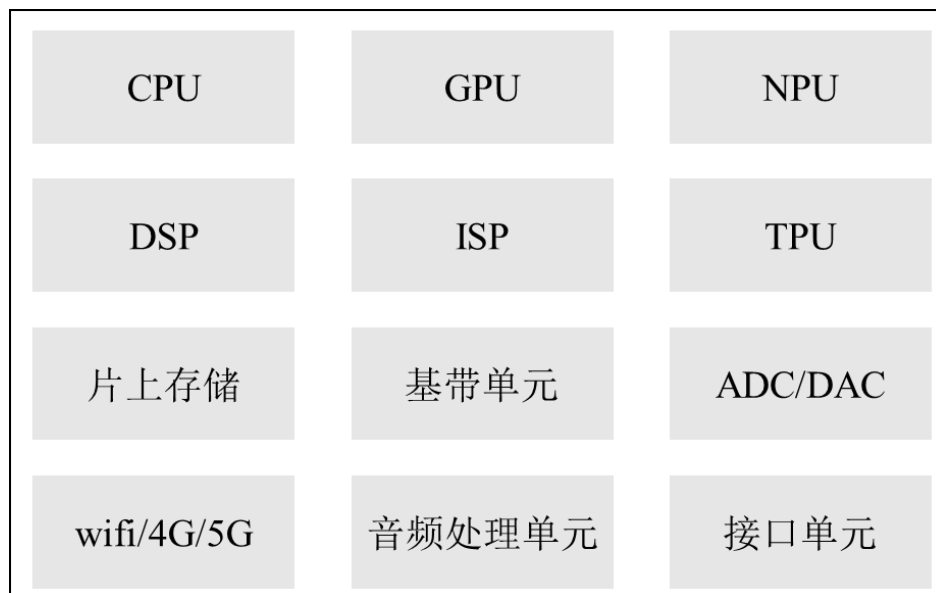 CPU
GPU
NPU
DSP
ISP
TPU
片上存储
基带单元
ADC/DAC
wifi/4G/5G
音频处理单元
接口单元